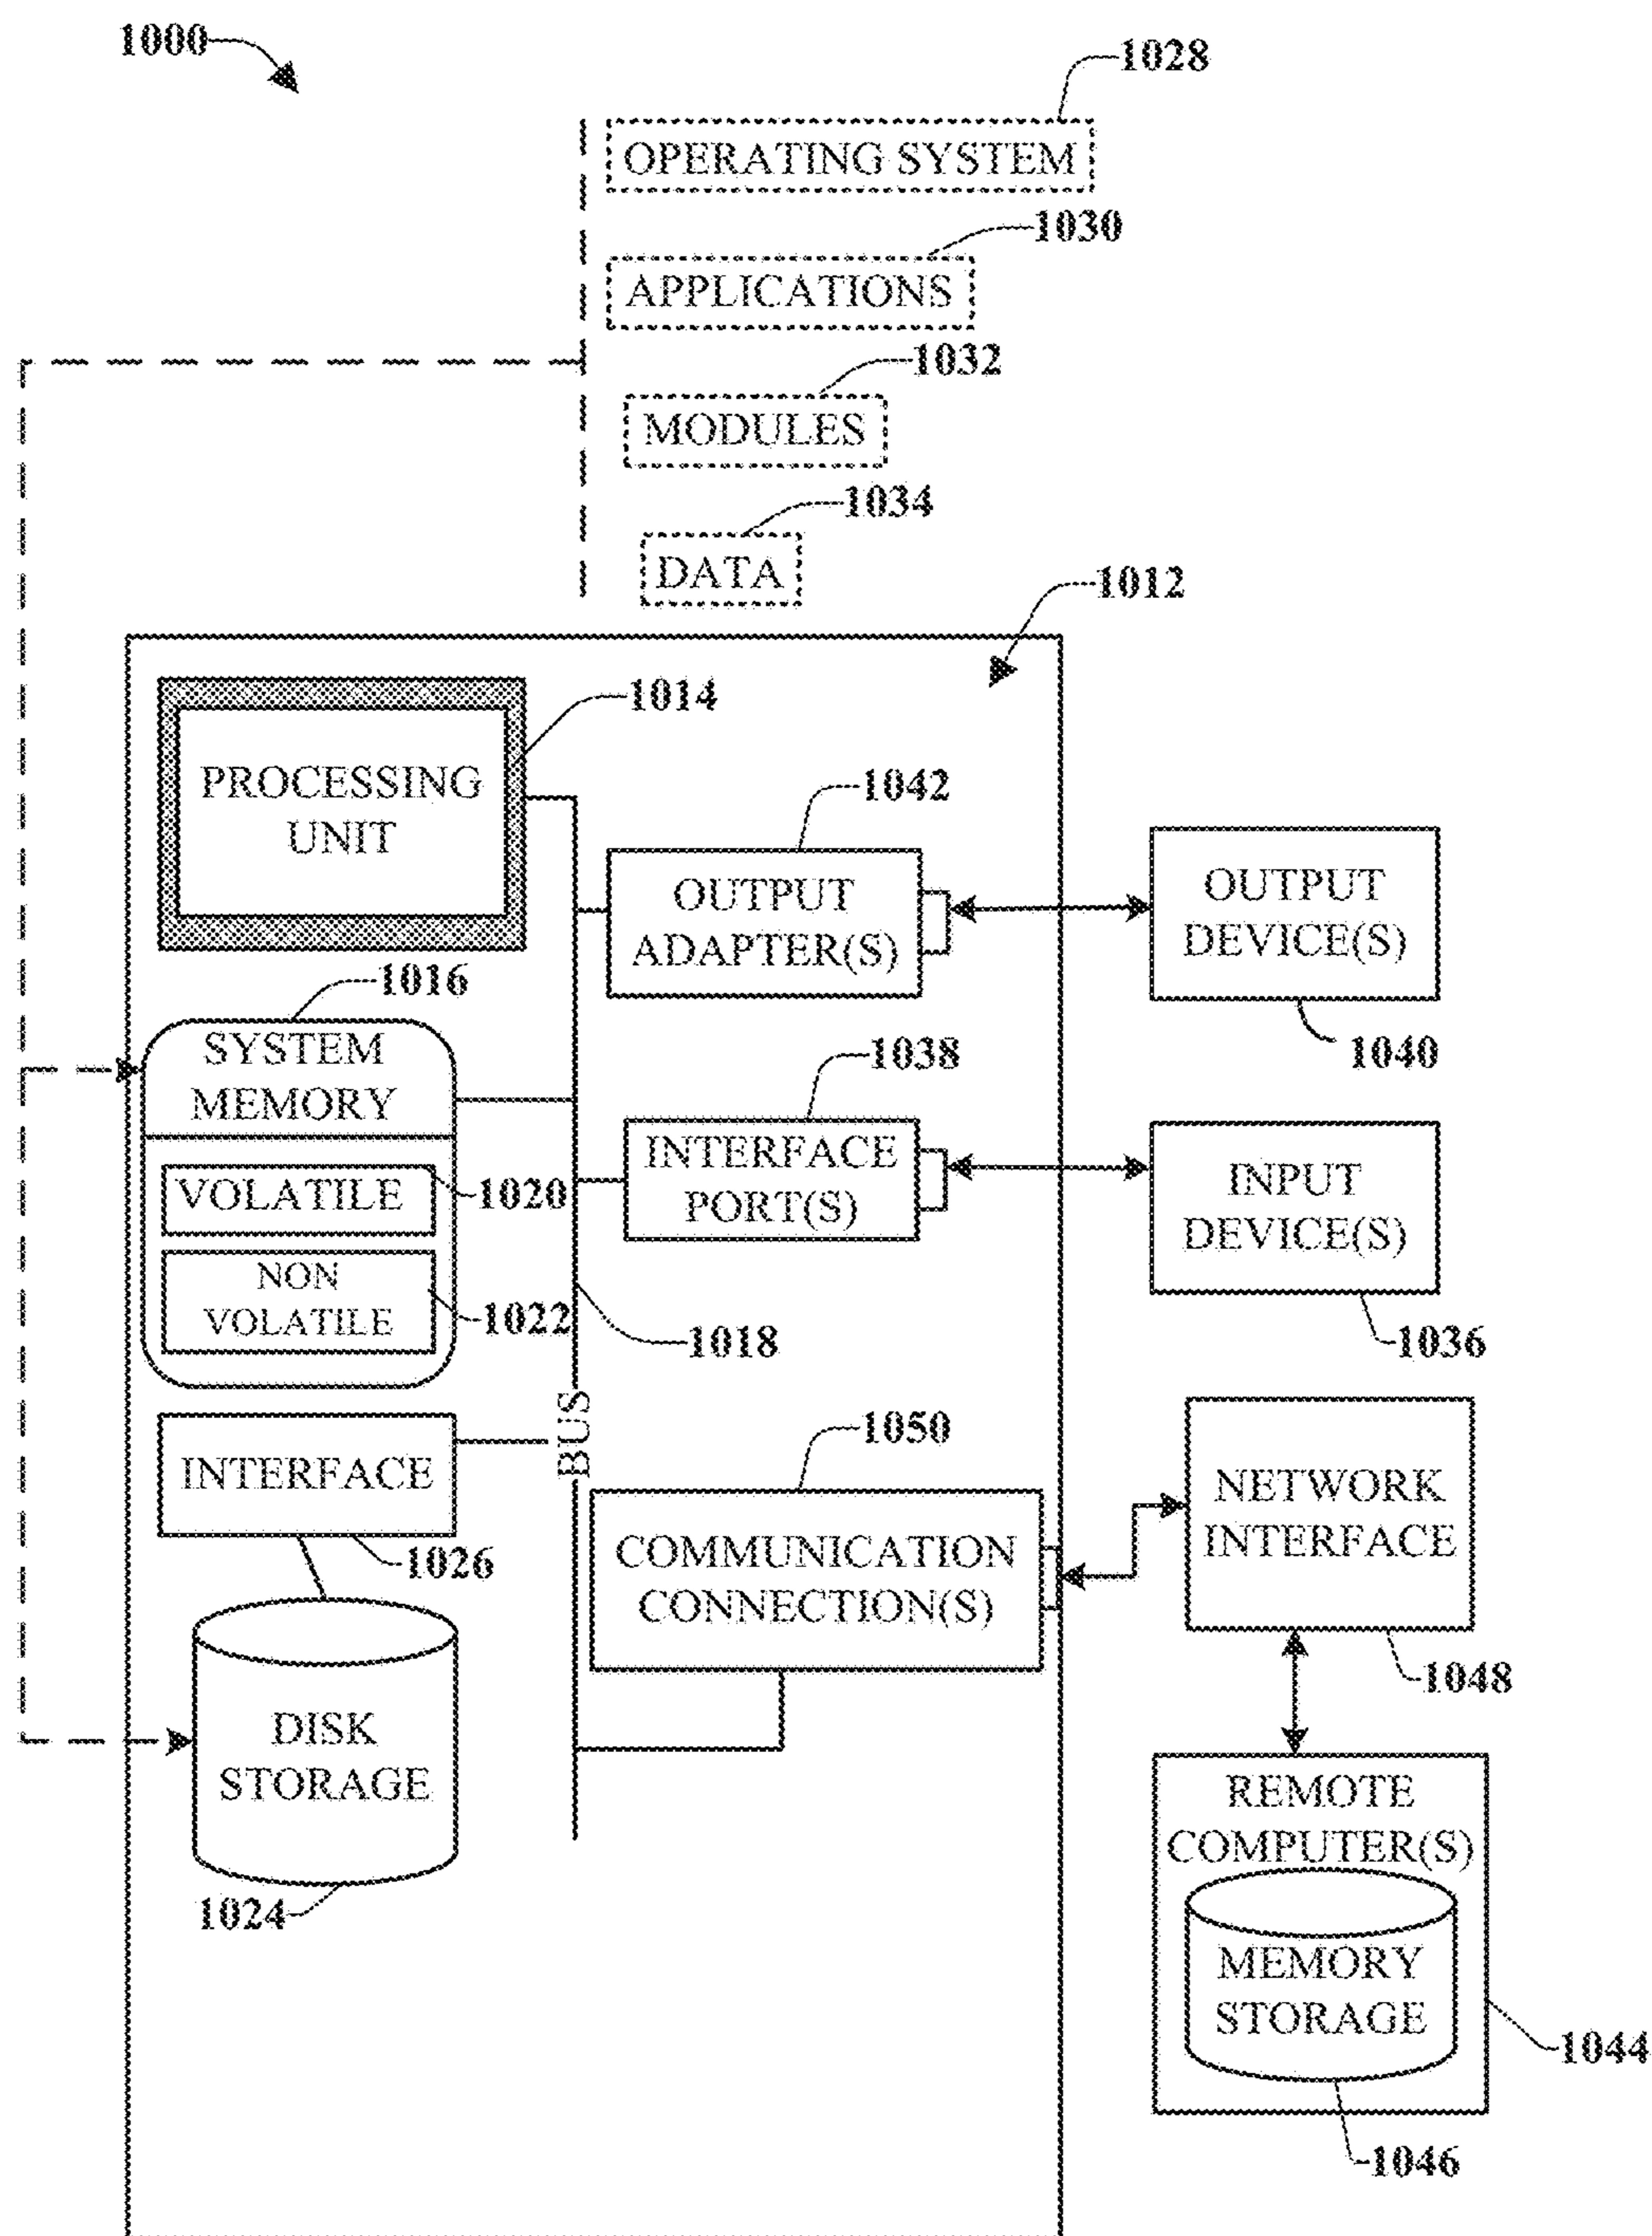 1000
1028
OPERATING SYSTEM
1030
APPLICATIONS
1032
MODULES
1034
DATA
1012
1014
PROCESSING
UNIT
1042
OUTPUT
ADAPTER(S)
OUTPUT
DEVICE(S)
1040
1016
SYSTEM
MEMORY
1038
INTERFACE
PORT(S)
INPUT
DEVICE(S)
1036
VOLATILE
1020
NON
VOLATILE
1022
1018
BUS
INTERFACE
1026
1050
COMMUNICATION
CONNECTION(S)
NETWORK
INTERFACE
1048
DISK
STORAGE
1024
REMOTE
COMPUTER(S)
MEMORY
STORAGE
1044
1046